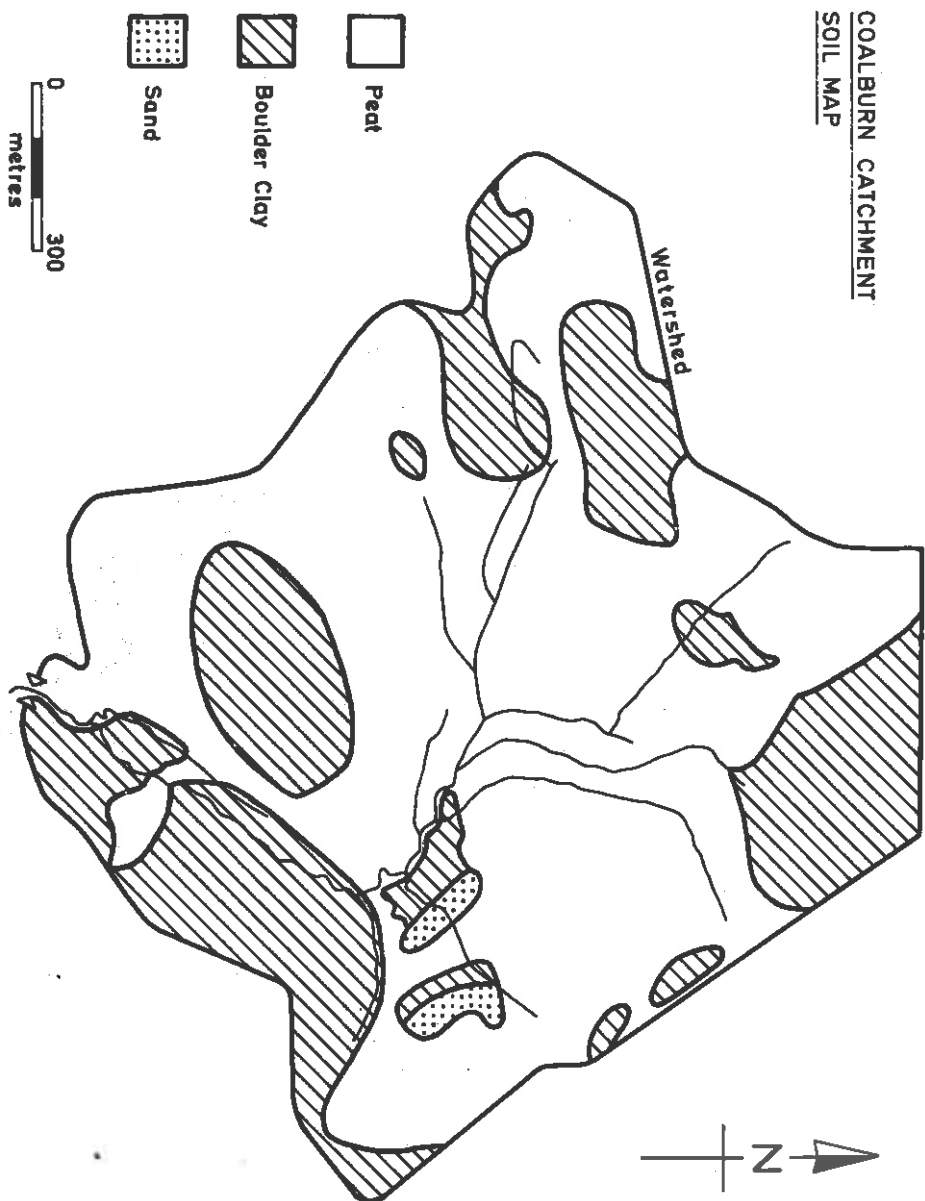 COALBURN CATCHMENT
SOIL MAP
Watershed
Peat
Boulder Clay
Sand
0 300
metres
N